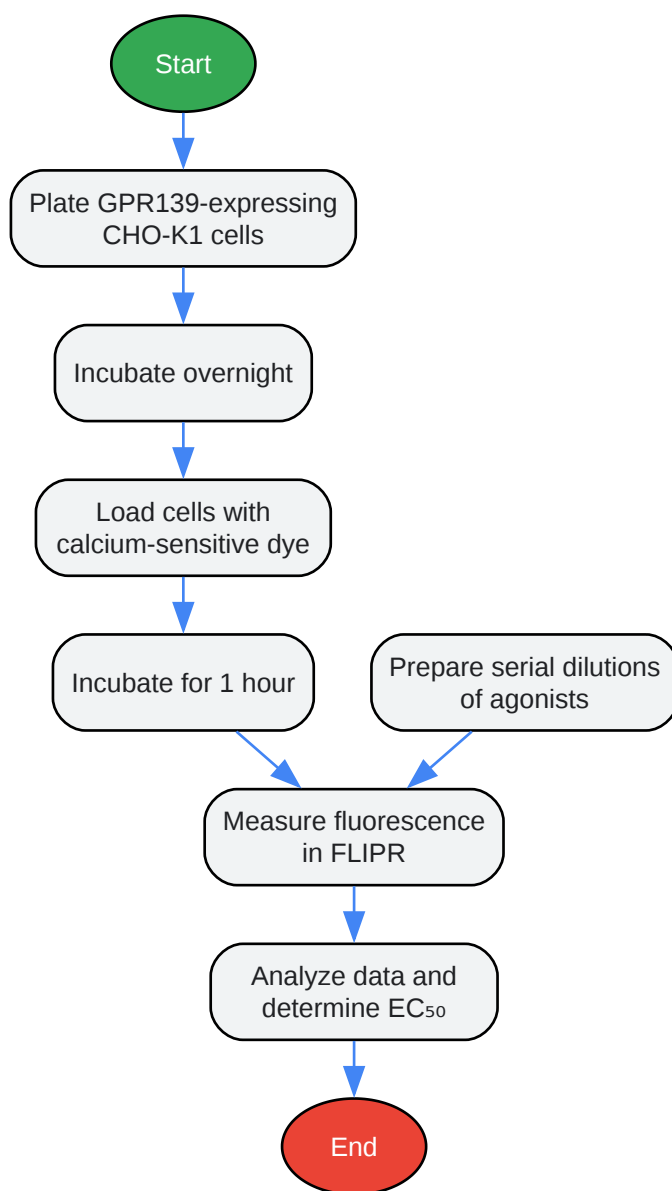 Start
Plate GPR139-expressing
CHO-K1 cells
Incubate overnight
Load cells with
calcium-sensitive dye
Incubate for 1 hour
Prepare serial dilutions
of agonists
Measure fluorescence
in FLIPR
Analyze data and
determine EC₅₀
End